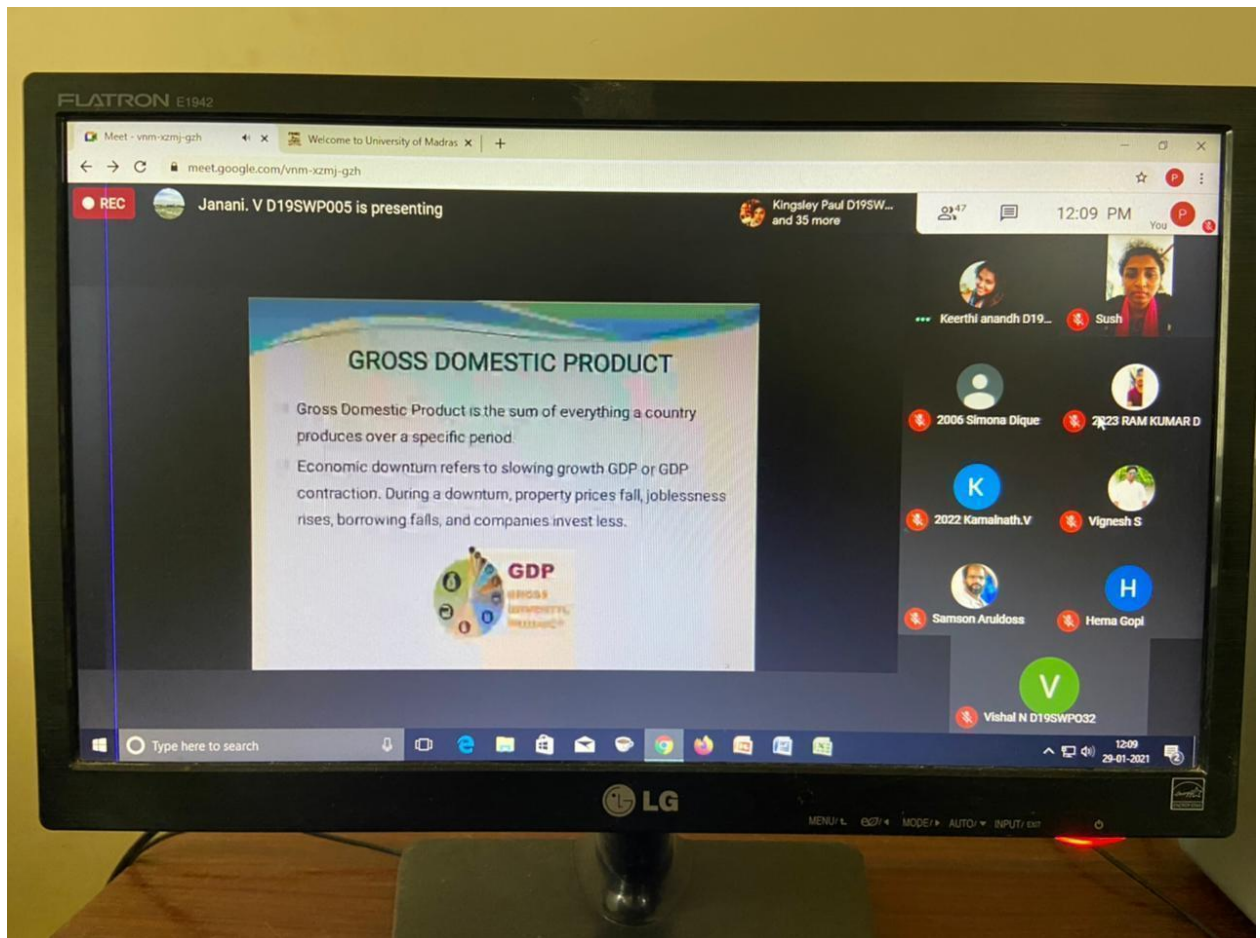 FLATRON E1942
Meet - vnm-xzmj-gzh
Welcome to University of Madras
meet.google.com/vnm-xzmj-gzh
P
REC
Janani. V D19SWP005 is presenting
Kingsley Paul D19SW...
and 35 more
47
12:09 PM
You
P
GROSS DOMESTIC PRODUCT
Gross Domestic Product is the sum of everything a country
produces over a specific period.
Economic downturn refers to slowing growth GDP or GDP
contraction. During a downturn, property prices fall, joblessness
rises, borrowing falls, and companies invest less.
GDP
GROSS
Keerthi anandh D19...
Sush
2006 Simona Dique
2023 RAM KUMAR D
K
2022 Kamalnath.V
Vignesh S
Samson Aruldoss
H
Hema Gopi
V
Vishal N D19SWP032
Type here to search
12:09
29-01-2021
2
LG
MENU/ MODE/ AUTO/ INPUT/